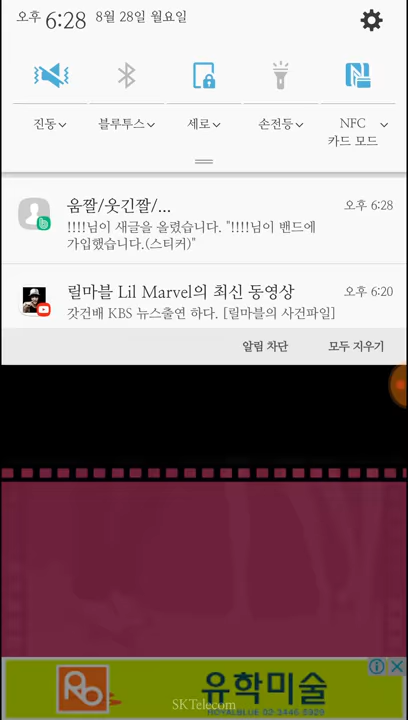 오후 6:28 8월 28일 월요일
진동 블루투스 세로 손전등 NFC
카드 모드
움짤/웃긴짤/... 오후 6:28
!!!!님이 새글을 올렸습니다. "!!!!님이 밴드에
가입했습니다.(스티커)"
릴마블 Lil Marvel의 최신 동영상 오후 6:20
갓건배 KBS 뉴스출연 하다. [릴마블의 사건파일]
알림 차단 모두 지우기
유학미술
SKTelecom
ROYALBLUE 02-2446-5929